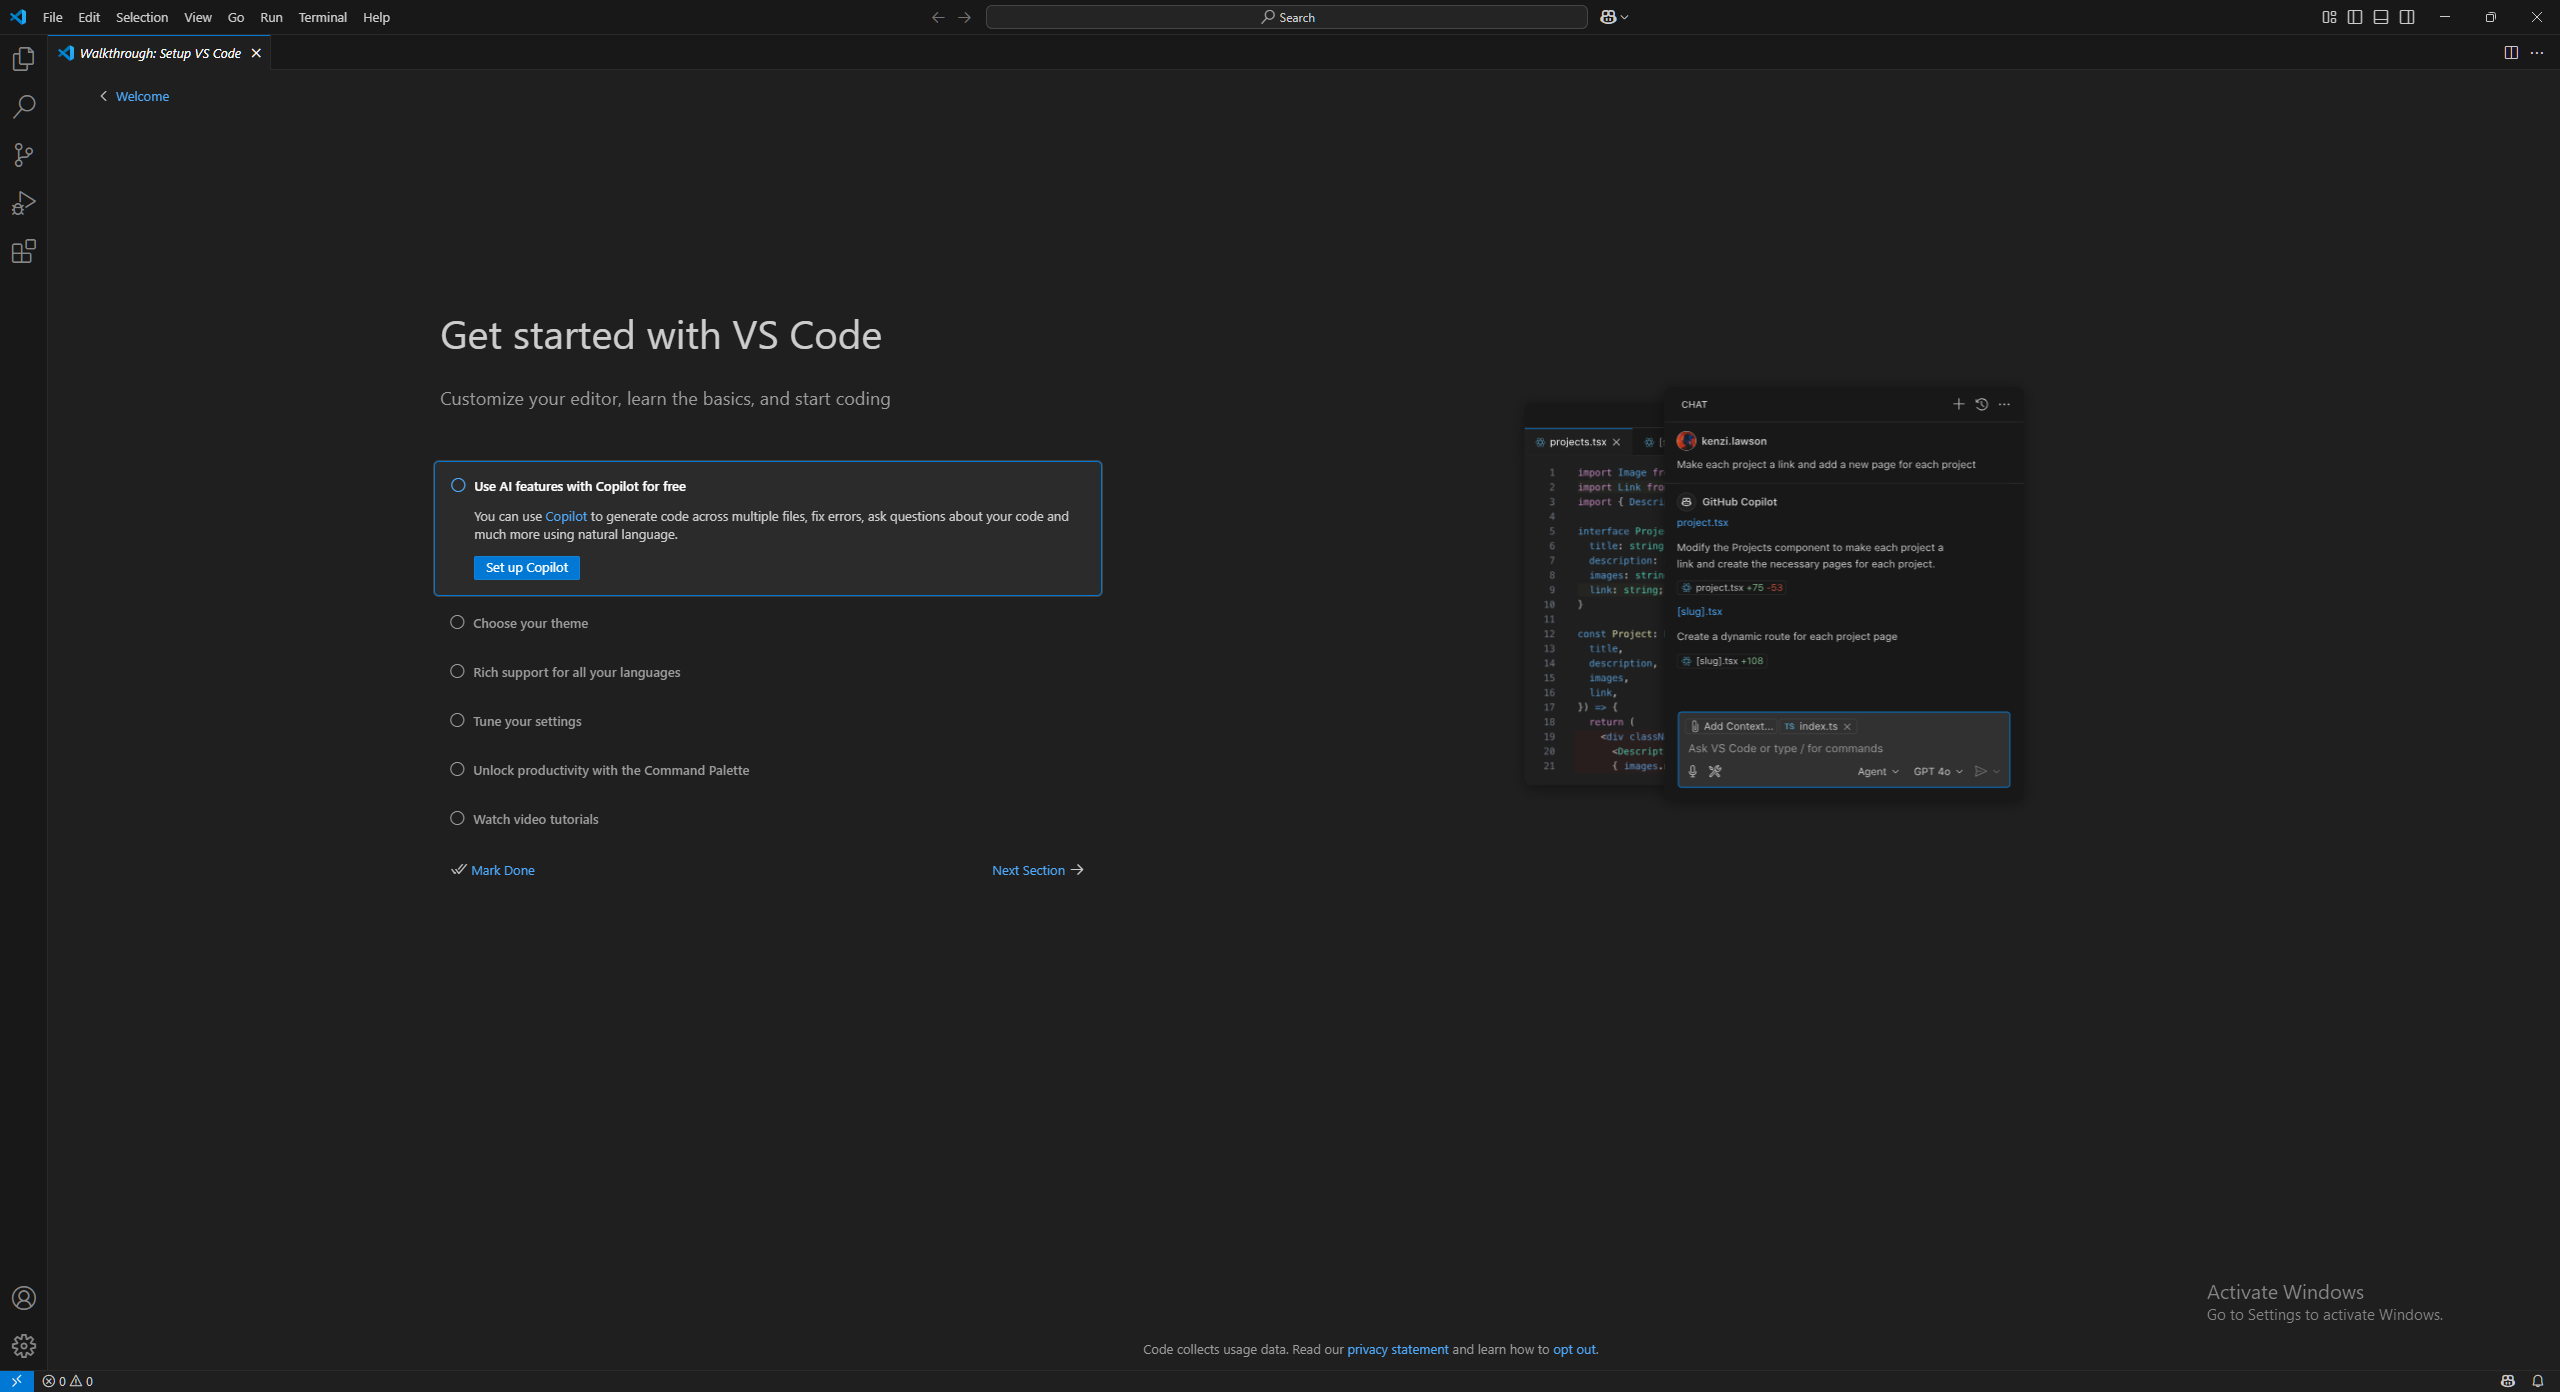 File Edit Selection View Go Run Terminal Help
Search
Walkthrough: Setup VS Code
Welcome
Get started with VS Code
Customize your editor, learn the basics, and start coding
Use AI features with Copilot for free
You can use Copilot to generate code across multiple files, fix errors, ask questions about your code and
much more using natural language.
Set up Copilot
Choose your theme
Rich support for all your languages
Tune your settings
Unlock productivity with the Command Palette
Watch video tutorials
Mark Done
Next Section
projects.tsx
1 import Image fr
2 import Link fro
3 import { Descri
4
5 interface Proje
6 title: string
7 description:
8 images: strin
9 link: string;
10 }
11
12 const Project:
13 title,
14 description,
15 images,
16 link,
17 }) => {
18 return (
19 <div classN
20 <Descript
21 { images.
CHAT
kenzi.lawson
Make each project a link and add a new page for each project
GitHub Copilot
project.tsx
Modify the Projects component to make each project a
link and create the necessary pages for each project.
project.tsx +75 -53
[slug].tsx
Create a dynamic route for each project page
[slug].tsx +108
Add Context... TS index.ts
Ask VS Code or type / for commands
Agent GPT 4o
Activate Windows
Go to Settings to activate Windows.
Code collects usage data. Read our privacy statement and learn how to opt out.
0 0